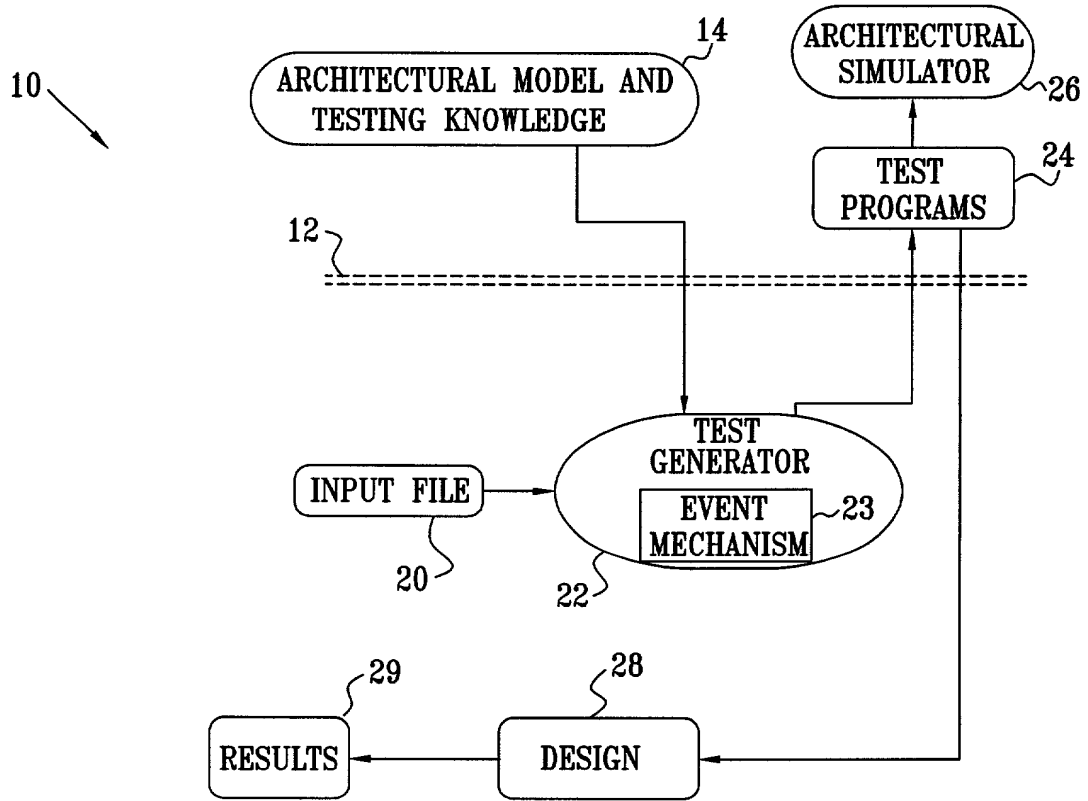 10
ARCHITECTURAL MODEL AND
TESTING KNOWLEDGE
14
ARCHITECTURAL
SIMULATOR
26
TEST
PROGRAMS
24
12
TEST
GENERATOR
EVENT
MECHANISM
23
22
INPUT FILE
20
RESULTS
29
DESIGN
28